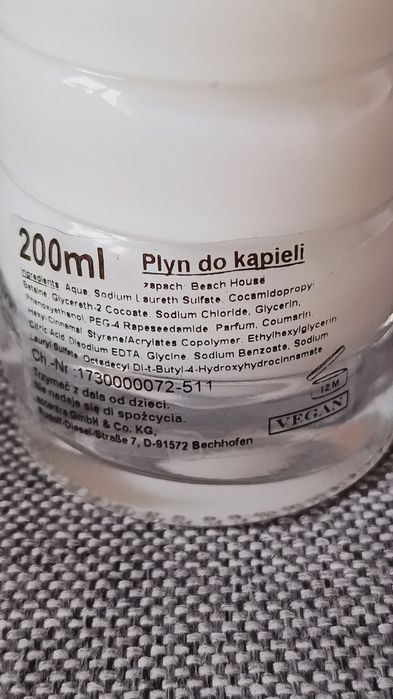 200ml
Plyn do kąpieli
zapach: Beach House
Ingredients: Aqua, Sodium Laureth Sulfate, Cocamidopropyl
Betaine, Glycereth-2 Cocoate, Sodium Chloride, Glycerin,
Phenoxyethanol, PEG-4 Rapeseedamide, Parfum, Coumarin,
Hexyl Cinnamal, Styrene/Acrylates Copolymer, Ethylhexylglycerin
Citric Acid, Disodium EDTA, Glycine, Sodium Benzoate, Sodium
Lauryl Sulfate, Octadecyl Di-t-Butyl-4-Hydroxyhydrocinnamate
Ch.-Nr.:1730000072-511
Trzymać z dala od dzieci.
Nie nadaje się di spożycia.
GmbH & Co. KG,
Rudolf-Diesel-Straße 7, D-91572 Bechhofen
12 M
VEGAN